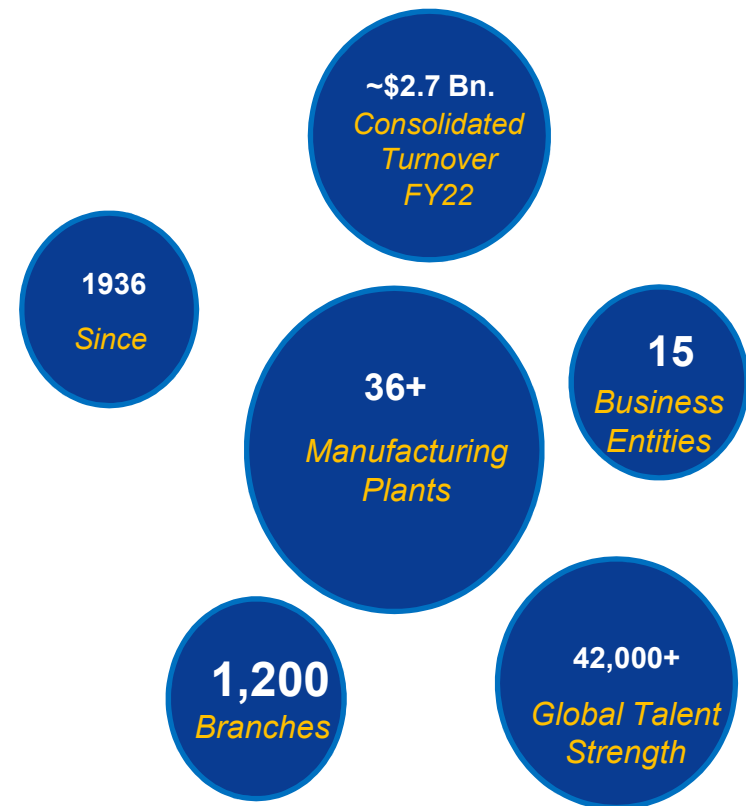 ~$2.7 Bn.
Consolidated
Turnover
FY22
1936
Since
15
Business
Entities
36+
Manufacturing
Plants
1,200
Branches
42,000+
Global Talent
Strength